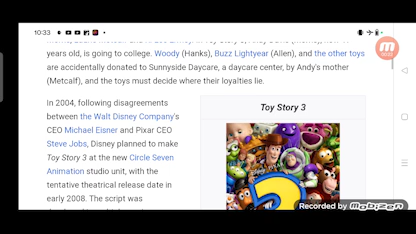 10:33
years old, is going to college. Woody (Hanks), Buzz Lightyear (Allen), and the other toys
are accidentally donated to Sunnyside Daycare, a daycare center, by Andy's mother
(Metcalf), and the toys must decide where their loyalties lie.
In 2004, following disagreements
between the Walt Disney Company's
CEO Michael Eisner and Pixar CEO
Steve Jobs, Disney planned to make
Toy Story 3 at the new Circle Seven
Animation studio unit, with the
tentative theatrical release date in
early 2008. The script was
Toy Story 3
3
Recorded by Mobizen